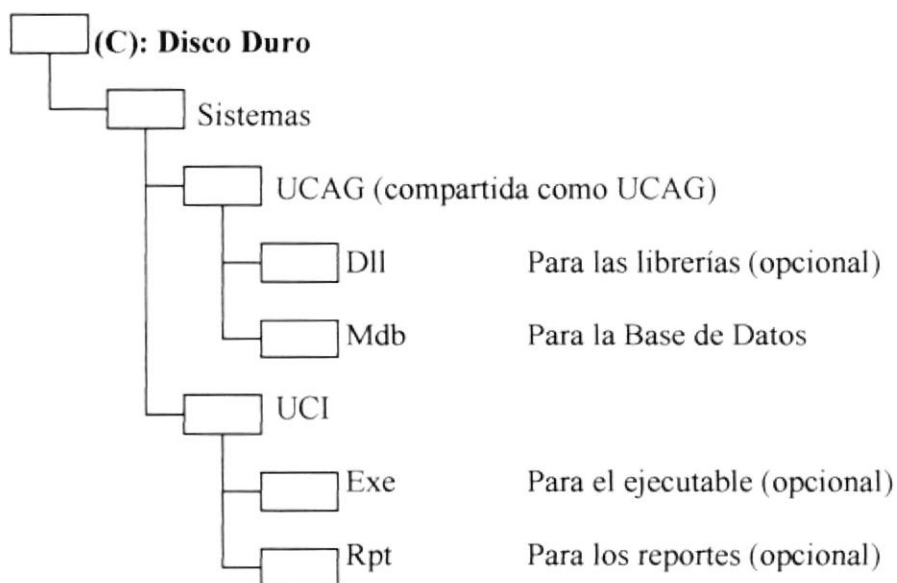 (C): Disco Duro
Sistemas
UCAG (compartida como UCAG)
Dll Para las librerías (opcional)
Mdb Para la Base de Datos
UCI
Exe Para el ejecutable (opcional)
Rpt Para los reportes (opcional)